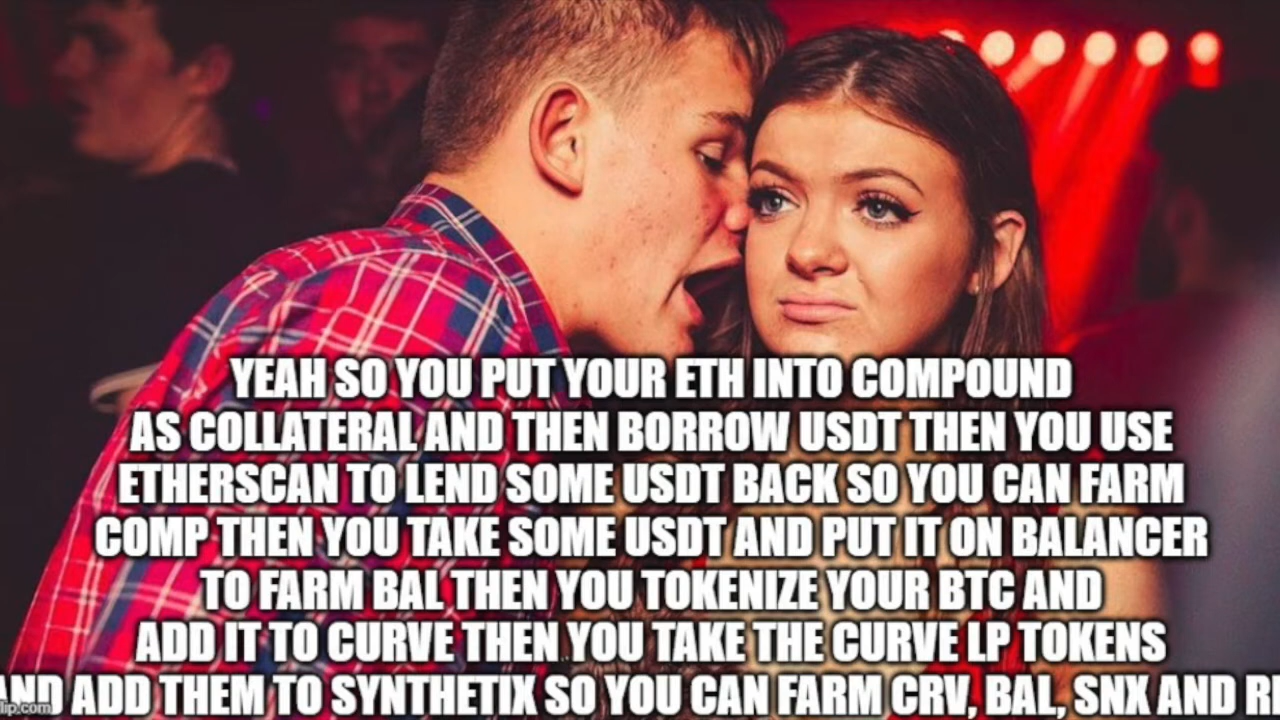 YEAH SO YOU PUT YOUR ETH INTO COMPOUND
AS COLLATERAL AND THEN BORROW USDT THEN YOU USE
ETHERSCAN TO LEND SOME USDT BACK SO YOU CAN FARM
COMP THEN YOU TAKE SOME USDT AND PUT IT ON BALANCER
TO FARM BAL THEN YOU TOKENIZE YOUR BTC AND
ADD IT TO CURVE THEN YOU TAKE THE CURVE LP TOKENS
AND ADD THEM TO SYNTHETIX SO YOU CAN FARM CRV, BAL, SNX AND
lip.com